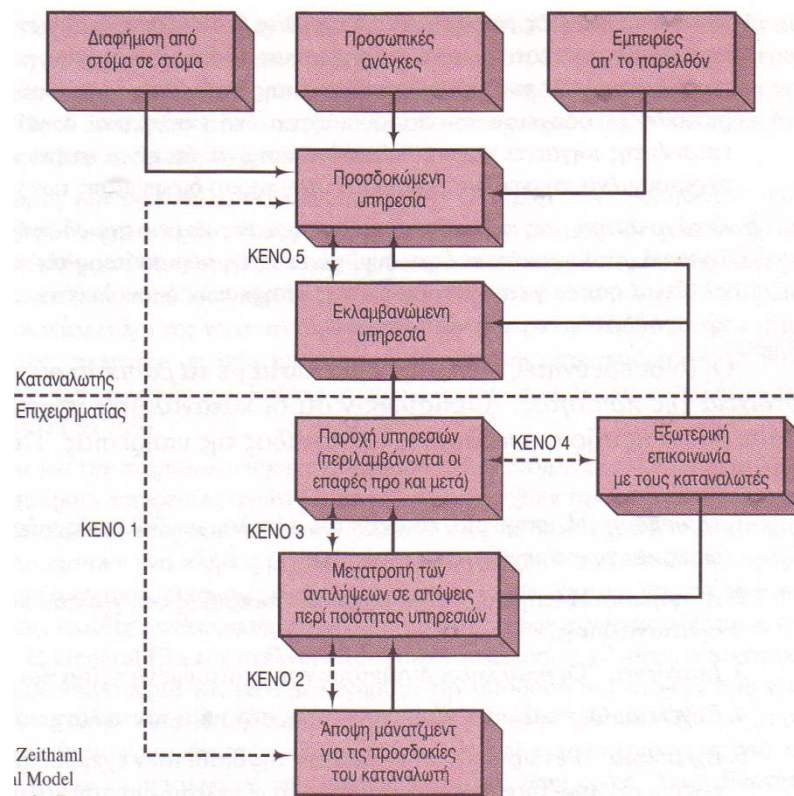 Διαφήμιση από
στόμα σε στόμα
Προσωπικές
ανάγκες
Εμπειρίες
απ' το παρελθόν
Προσδοκώμενη
υπηρεσία
ΚΕΝΟ 5
Εκλαμβανώμενη
υπηρεσία
Καταναλωτής
Επιχειρηματίας
Παροχή υπηρεσιών
(περιλαμβάνονται οι
επαφές προ και μετά)
ΚΕΝΟ 4
Εξωτερική
επικοινωνία
με τους καταναλωτές
ΚΕΝΟ 1
ΚΕΝΟ 3
Μετατροπή των
αντιλήψεων σε απόψεις
περί ποιότητας υπηρεσιών
ΚΕΝΟ 2
Άποψη μάνατζμεντ
για τις προσδοκίες
του καταναλωτή
Zeithaml
l Model